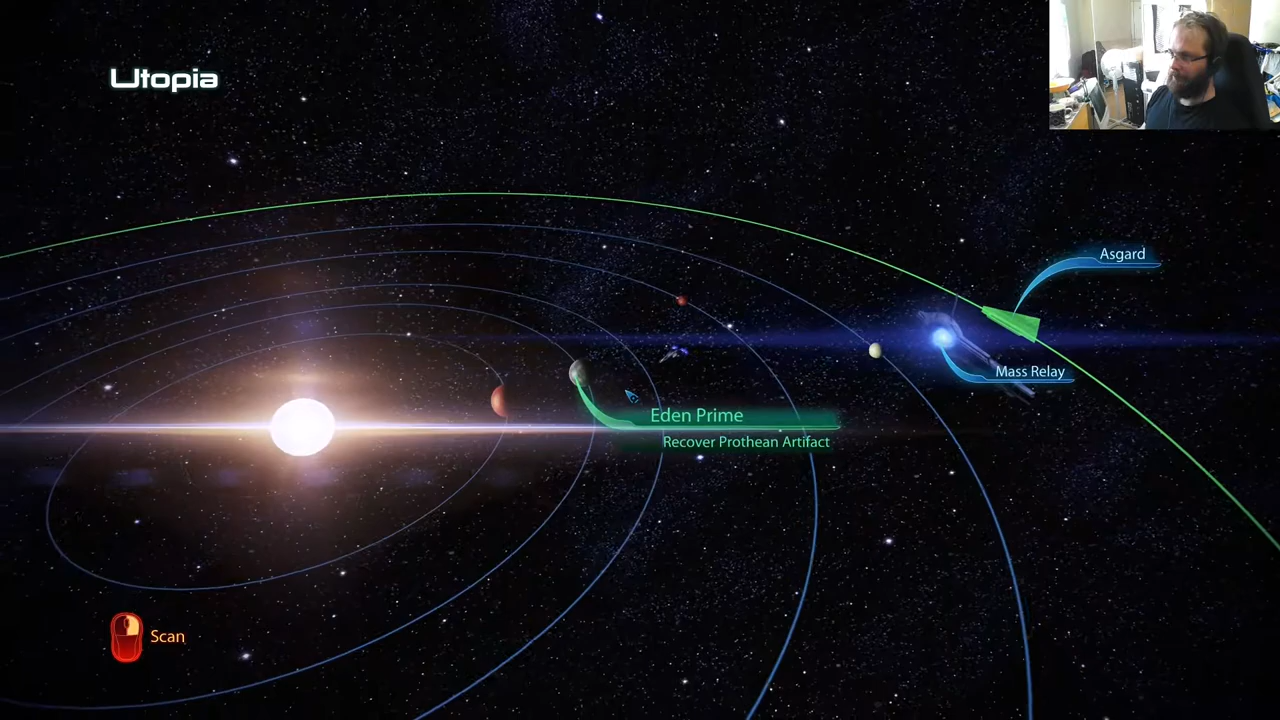 Utopia
Asgard
Mass Relay
Eden Prime
Recover Prothean Artifact
Scan